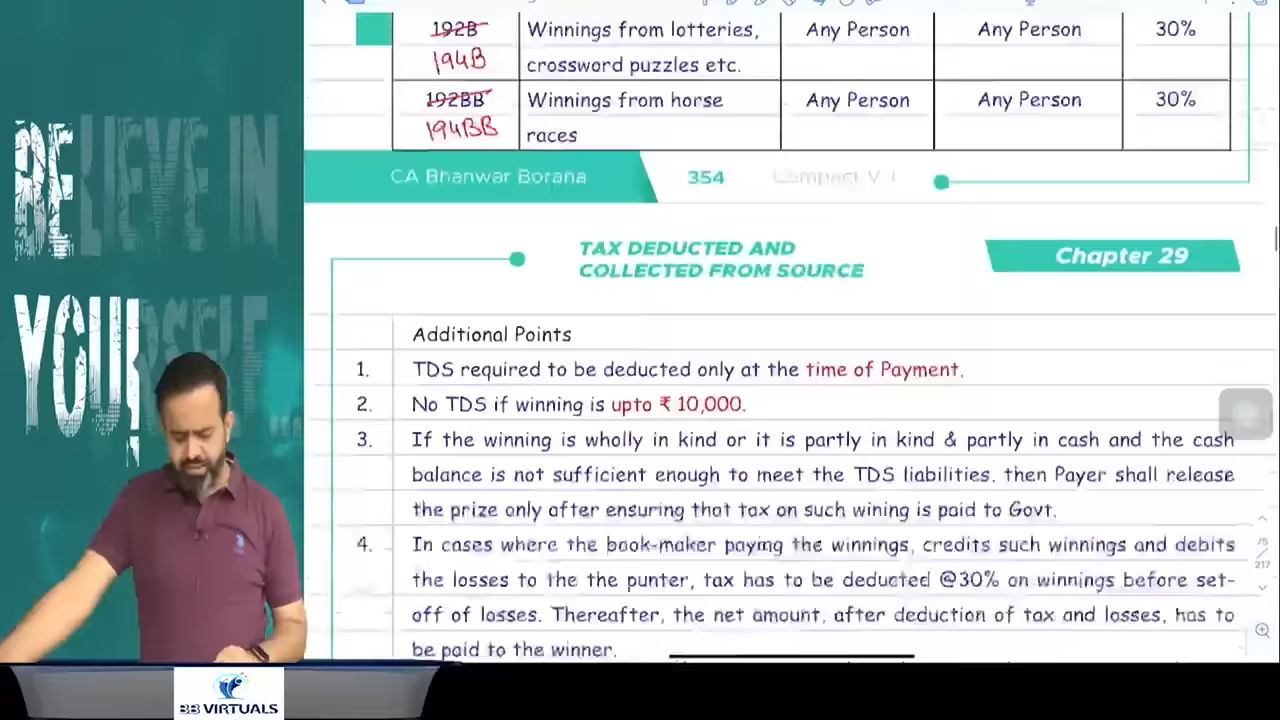 BELIEVE IN
YOURSELF...
192B Winnings from lotteries, Any Person Any Person 30%
194B crossword puzzles etc.
192BB Winnings from horse Any Person Any Person 30%
194BB races
CA Bhanwar Borana 354 Compact V.1
TAX DEDUCTED AND
COLLECTED FROM SOURCE
Chapter 29
Additional Points
1. TDS required to be deducted only at the time of Payment.
2. No TDS if winning is upto ₹ 10,000.
3. If the winning is wholly in kind or it is partly in kind & partly in cash and the cash
balance is not sufficient enough to meet the TDS liabilities. then Payer shall release
the prize only after ensuring that tax on such wining is paid to Govt.
4. In cases where the book-maker paying the winnings, credits such winnings and debits
the losses to the the punter, tax has to be deducted @30% on winnings before set-
off of losses. Thereafter, the net amount, after deduction of tax and losses, has to
be paid to the winner.
75
217
BB VIRTUALS